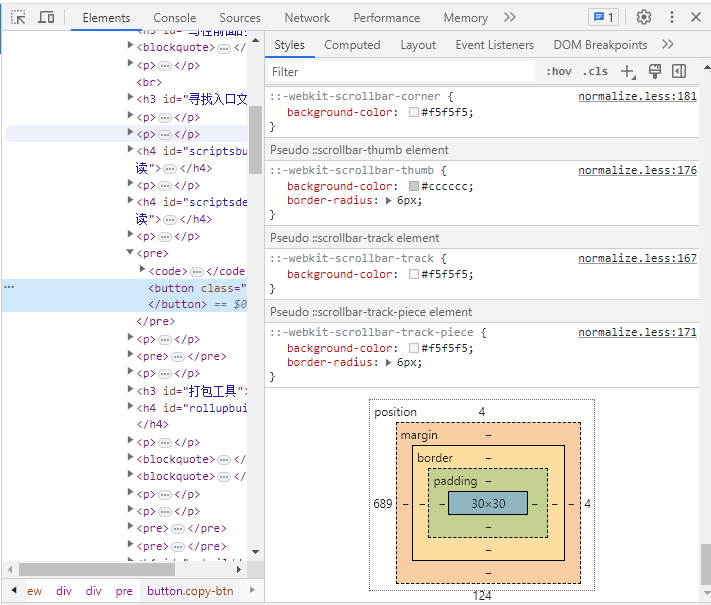 Elements Console Sources Network Performance Memory 1
<blockquote> </
<p> </p>
<br>
<h3 id="寻找入口文
<p> </p>
<p> </p>
<h4 id="scriptsbu
读"> </h4>
<p> </p>
<h4 id="scriptsde
读"> </h4>
<p> </p>
<pre>
<code> </code
<button class="
</button> == $0
</pre>
<p> </p>
<pre> </pre>
<p> </p>
<h3 id="打包工具">
<h4 id="rollupbui
</h4>
<p> </p>
<blockquote> </
<blockquote> </
<p> </p>
<p> </p>
<pre> </pre>
<pre> </pre>
ew div div pre button.copy-btn
Styles Computed Layout Event Listeners DOM Breakpoints
Filter :hov .cls
::-webkit-scrollbar-corner { normalize.less:181
background-color: #f5f5f5;
}
Pseudo ::scrollbar-thumb element
::-webkit-scrollbar-thumb { normalize.less:176
background-color: #cccccc;
border-radius: 6px;
}
Pseudo ::scrollbar-track element
::-webkit-scrollbar-track { normalize.less:167
background-color: #f5f5f5;
}
Pseudo ::scrollbar-track-piece element
::-webkit-scrollbar-track-piece { normalize.less:171
background-color: #f5f5f5;
border-radius: 6px;
}
position 4
margin –
border –
padding –
689 – – – 30×30 – – – 4
–
–
–
124